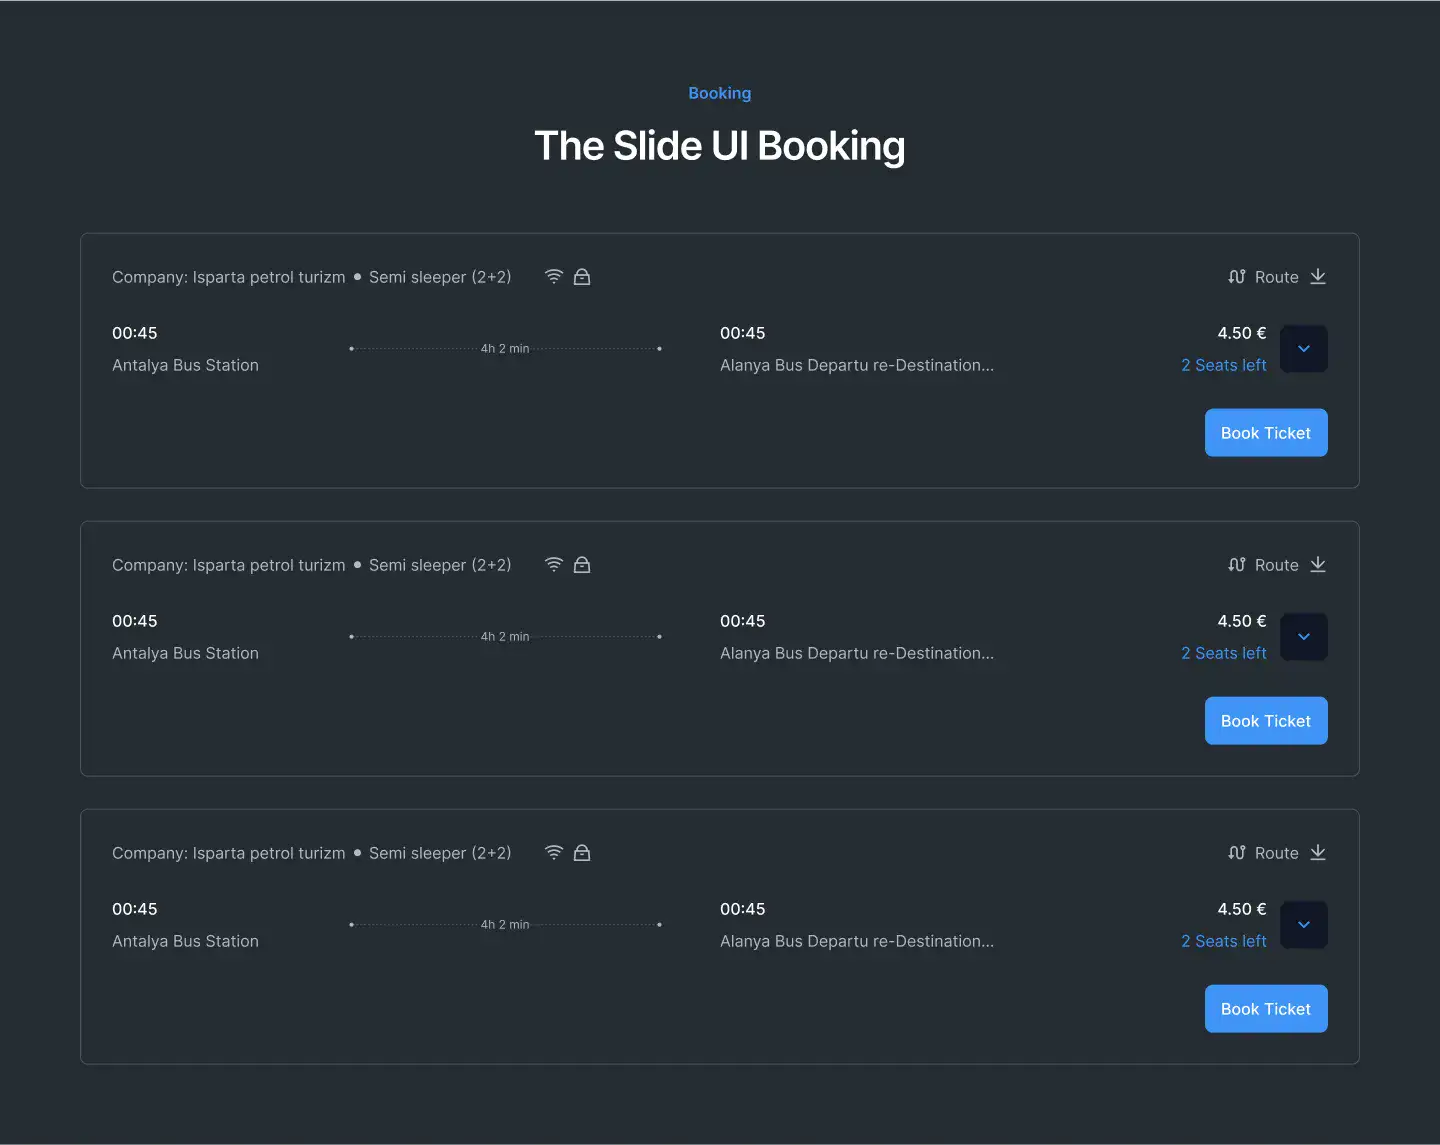 Booking
The Slide UI Booking
Company: Isparta petrol turizm • Semi sleeper (2+2) Route
00:45 00:45 4.50 €
4h 2 min
Antalya Bus Station Alanya Bus Departu re-Destination... 2 Seats left
Book Ticket
Company: Isparta petrol turizm • Semi sleeper (2+2) Route
00:45 00:45 4.50 €
4h 2 min
Antalya Bus Station Alanya Bus Departu re-Destination... 2 Seats left
Book Ticket
Company: Isparta petrol turizm • Semi sleeper (2+2) Route
00:45 00:45 4.50 €
4h 2 min
Antalya Bus Station Alanya Bus Departu re-Destination... 2 Seats left
Book Ticket